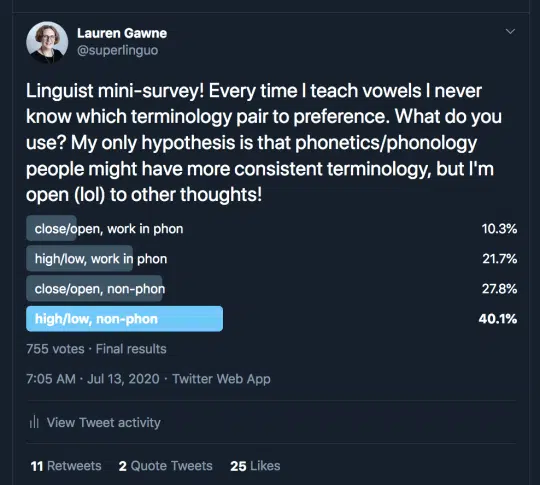 Lauren Gawne
@superlinguo
Linguist mini-survey! Every time I teach vowels I never
know which terminology pair to preference. What do you
use? My only hypothesis is that phonetics/phonology
people might have more consistent terminology, but I'm
open (lol) to other thoughts!
close/open, work in phon 10.3%
high/low, work in phon 21.7%
close/open, non-phon 27.8%
high/low, non-phon 40.1%
755 votes · Final results
7:05 AM · Jul 13, 2020 · Twitter Web App
View Tweet activity
11 Retweets 2 Quote Tweets 25 Likes